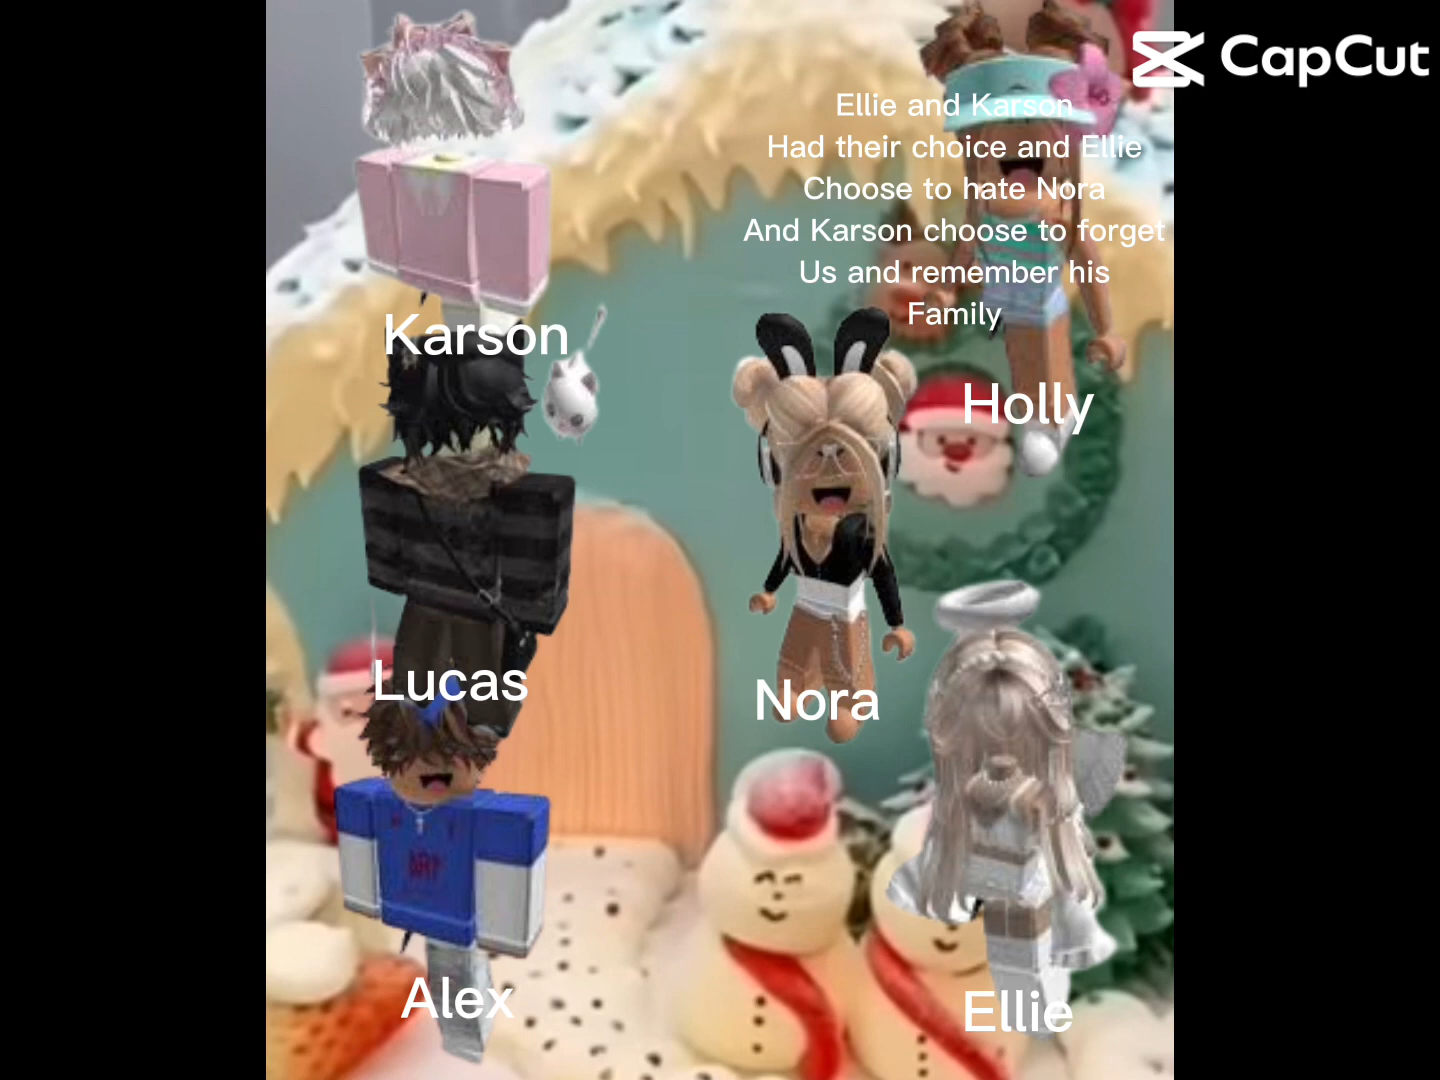 CapCut
Ellie and Karson
Had their choice and Ellie
Choose to hate Nora
And Karson choose to forget
Us and remember his
Family
Karson
Holly
Lucas
Nora
Alex
Ellie